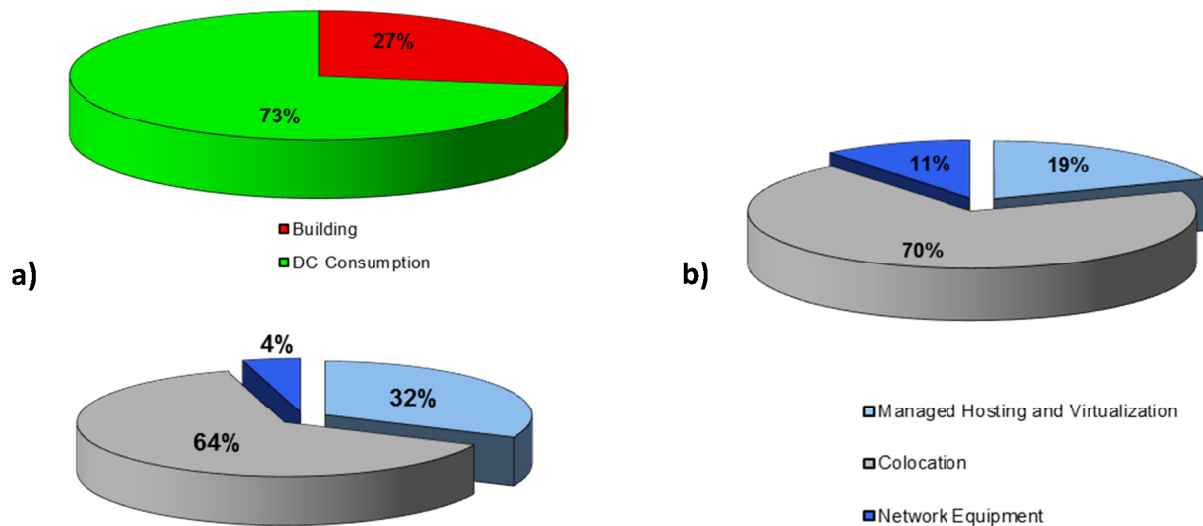 27%
73%
Building
DC Consumption
a)
4%
32%
64%
11%
19%
70%
b)
Managed Hosting and Virtualization
Colocation
Network Equipment